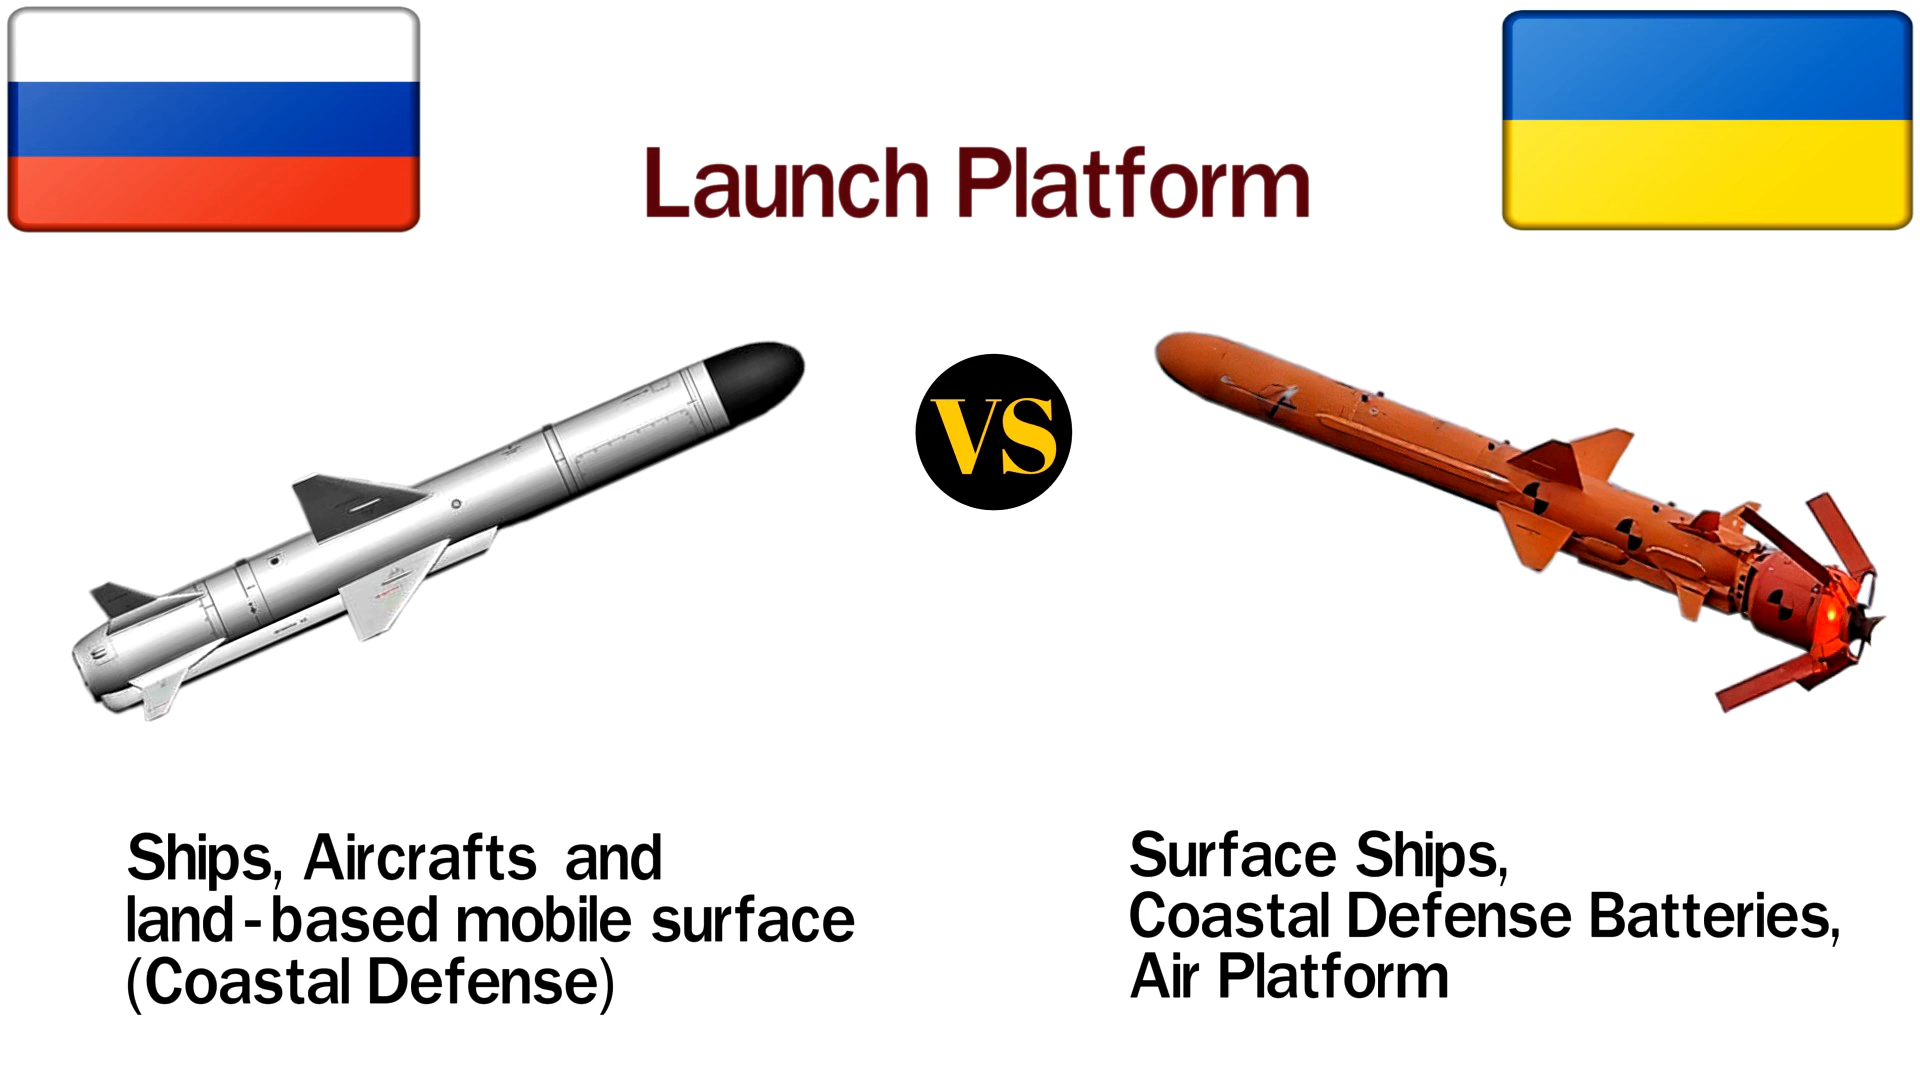 Launch Platform
VS
Ships, Aircrafts and
land-based mobile surface
(Coastal Defense)
Surface Ships,
Coastal Defense Batteries,
Air Platform